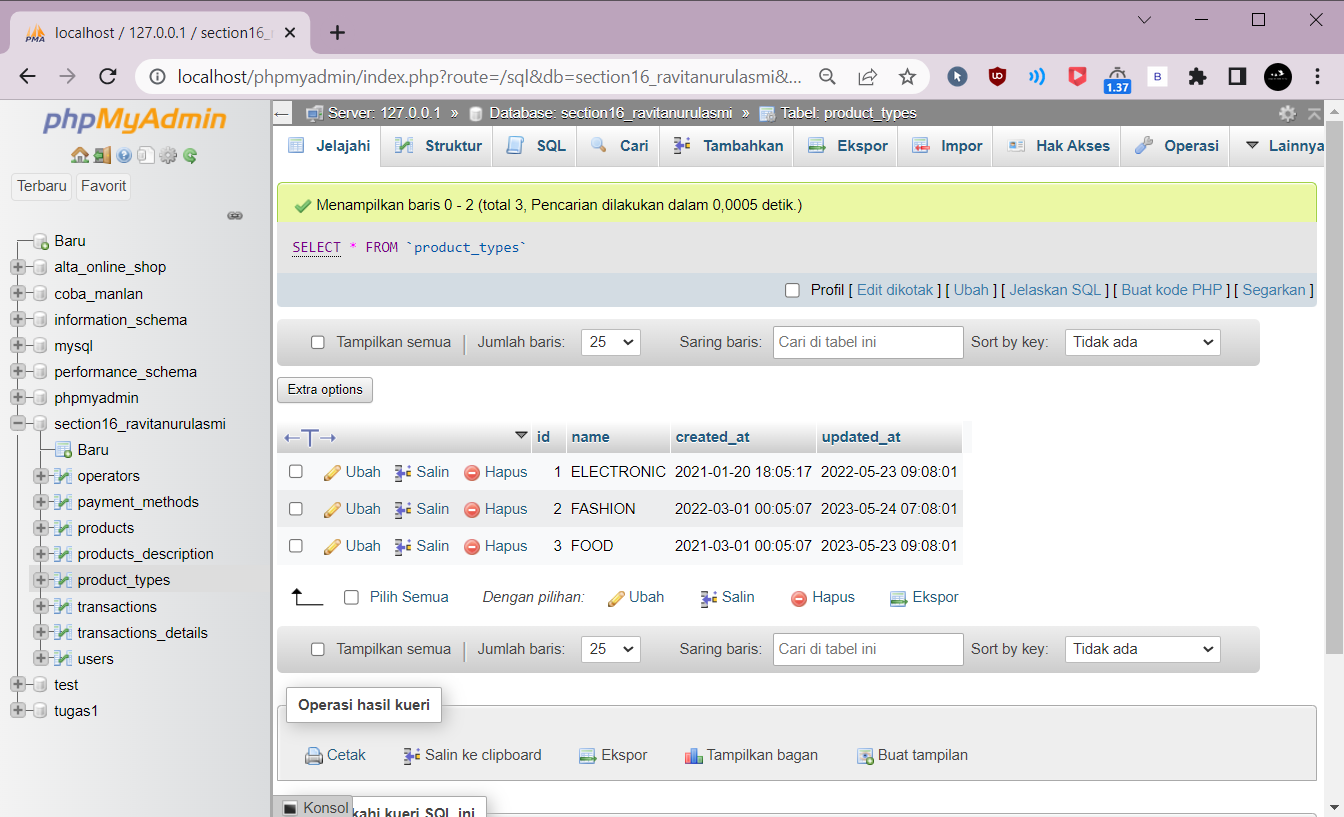 localhost / 127.0.0.1 / section16_
localhost/phpmyadmin/index.php?route=/sql&db=section16_ravitanurulasmi&...
1.37
B
phpMyAdmin
Terbaru Favorit
Baru
alta_online_shop
coba_manlan
information_schema
mysql
performance_schema
phpmyadmin
section16_ravitanurulasmi
Baru
operators
payment_methods
products
products_description
product_types
transactions
transactions_details
users
test
tugas1
Server: 127.0.0.1 » Database: section16_ravitanurulasmi » Tabel: product_types
Jelajahi Struktur SQL Cari Tambahkan Ekspor Impor Hak Akses Operasi Lainnya
Menampilkan baris 0 - 2 (total 3, Pencarian dilakukan dalam 0,0005 detik.)
SELECT * FROM `product_types`
Profil [ Edit dikotak ] [ Ubah ] [ Jelaskan SQL ] [ Buat kode PHP ] [ Segarkan ]
Tampilkan semua | Jumlah baris: 25 Saring baris: Cari di tabel ini Sort by key: Tidak ada
Extra options
←T→ id name created_at updated_at
Ubah Salin Hapus 1 ELECTRONIC 2021-01-20 18:05:17 2022-05-23 09:08:01
Ubah Salin Hapus 2 FASHION 2022-03-01 00:05:07 2023-05-24 07:08:01
Ubah Salin Hapus 3 FOOD 2021-03-01 00:05:07 2023-05-23 09:08:01
Pilih Semua Dengan pilihan: Ubah Salin Hapus Ekspor
Tampilkan semua | Jumlah baris: 25 Saring baris: Cari di tabel ini Sort by key: Tidak ada
Operasi hasil kueri
Cetak Salin ke clipboard Ekspor Tampilkan bagan Buat tampilan
Konsol kahi kueri SQL ini